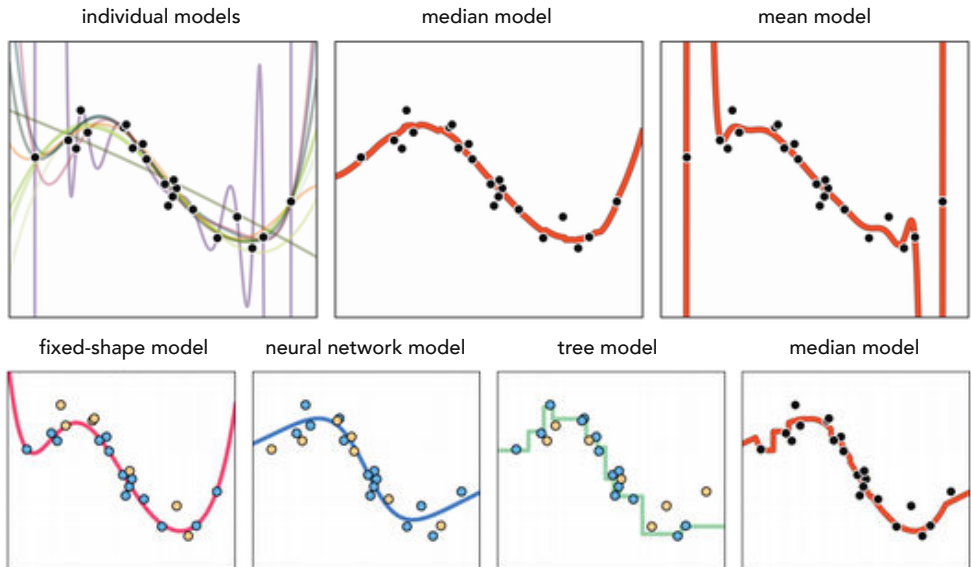 individual models
median model
mean model
fixed-shape model
neural network model
tree model
median model